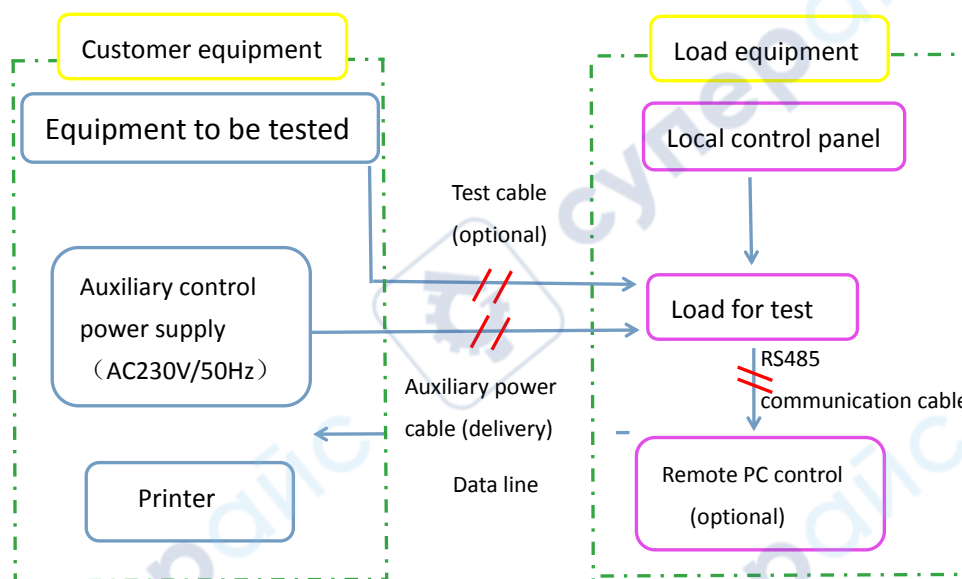 Customer equipment
Load equipment
Equipment to be tested
Local control panel
Test cable
(optional)
Auxiliary control
power supply
（AC230V/50Hz）
Load for test
RS485
communication cable
Auxiliary power
cable (delivery)
Data line
Printer
Remote PC control
(optional)
суперпрайс